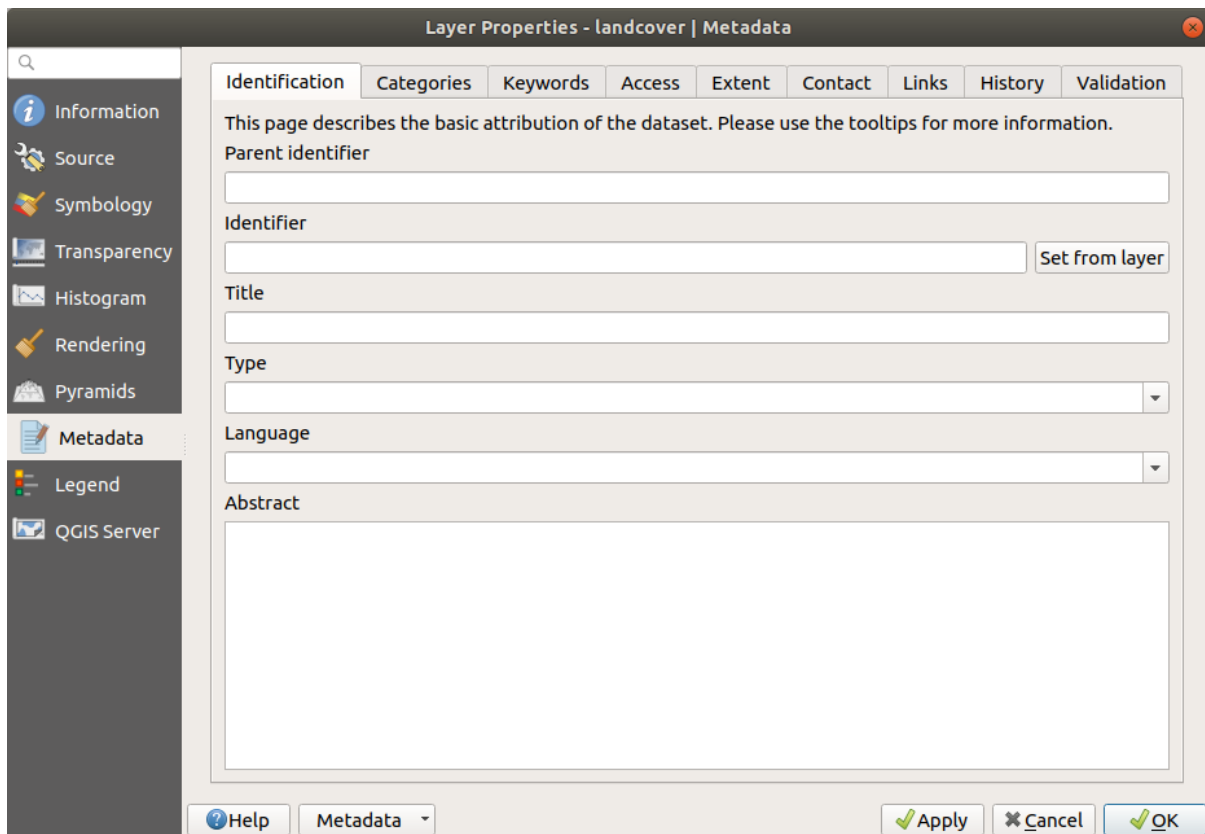 Layer Properties - landcover | Metadata
Information
Source
Symbology
Transparency
Histogram
Rendering
Pyramids
Metadata
Legend
QGIS Server
Identification Categories Keywords Access Extent Contact Links History Validation
This page describes the basic attribution of the dataset. Please use the tooltips for more information.
Parent identifier
Identifier
Set from layer
Title
Type
Language
Abstract
Help Metadata Apply Cancel OK